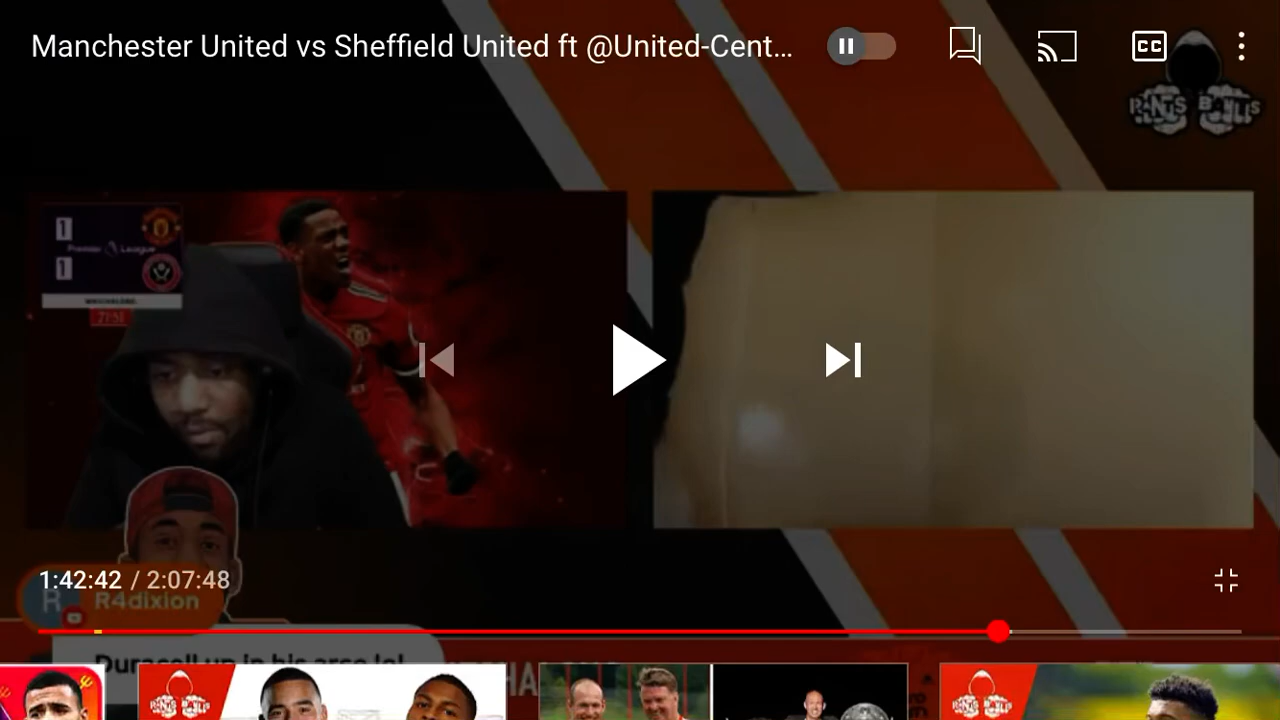 Manchester United vs Sheffield United ft @United-Cent...
CC
RANTS
1
Premier League
1
71:51
1:42:42 / 2:07:48
R
R4dixion
Duracell up in his arse lol